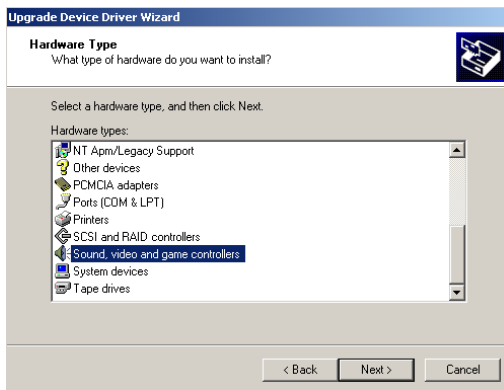 Upgrade Device Driver Wizard
Hardware Type
What type of hardware do you want to install?
Select a hardware type, and then click Next.
Hardware types:
NT Apm/Legacy Support
Other devices
PCMCIA adapters
Ports (COM & LPT)
Printers
SCSI and RAID controllers
Sound, video and game controllers
System devices
Tape drives
< Back
Next >
Cancel